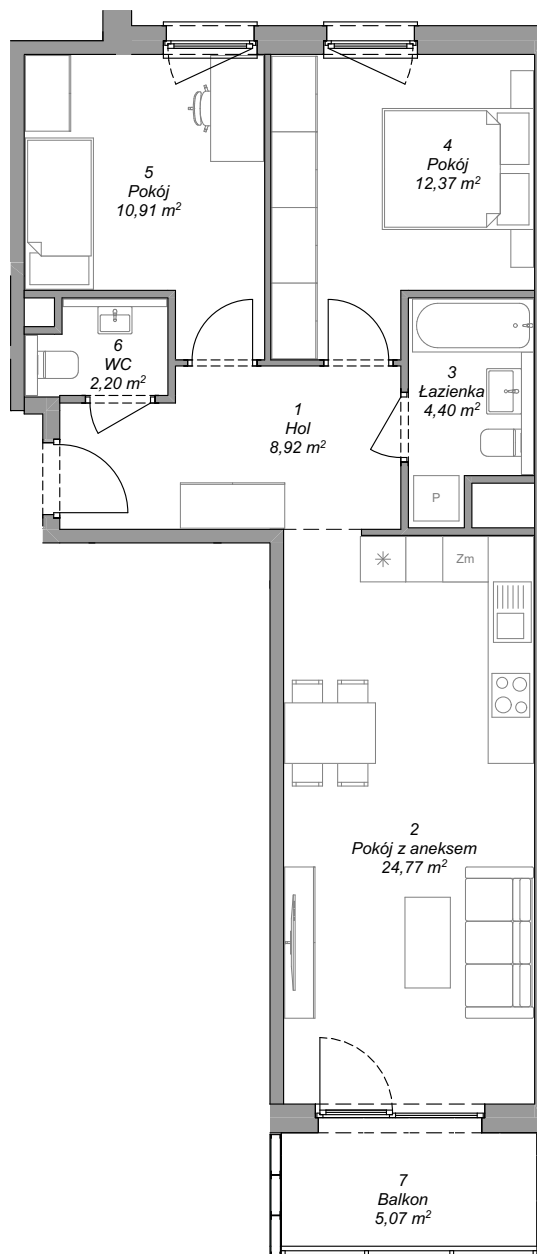 5
Pokój
10,91 m²
4
Pokój
12,37 m²
6
WC
2,20 m²
3
Łazienka
4,40 m²
1
Hol
8,92 m²
P
Zm
2
Pokój z aneksem
24,77 m²
7
Balkon
5,07 m²